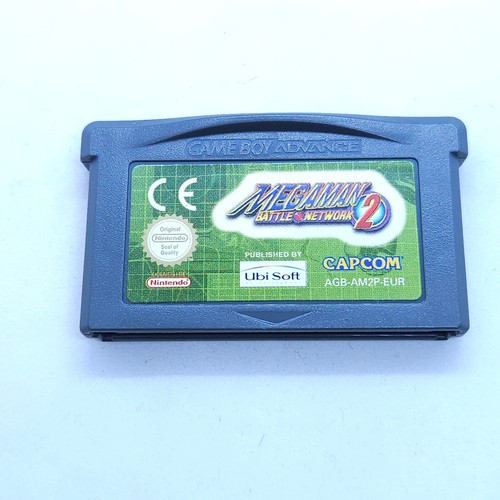 GAME BOY ADVANCE
CE
MEGAMAN
BATTLE NETWORK 2
Original
Nintendo
Seal of
Quality
Nintendo
PUBLISHED BY
Ubi Soft
CAPCOM
AGB-AM2P-EUR